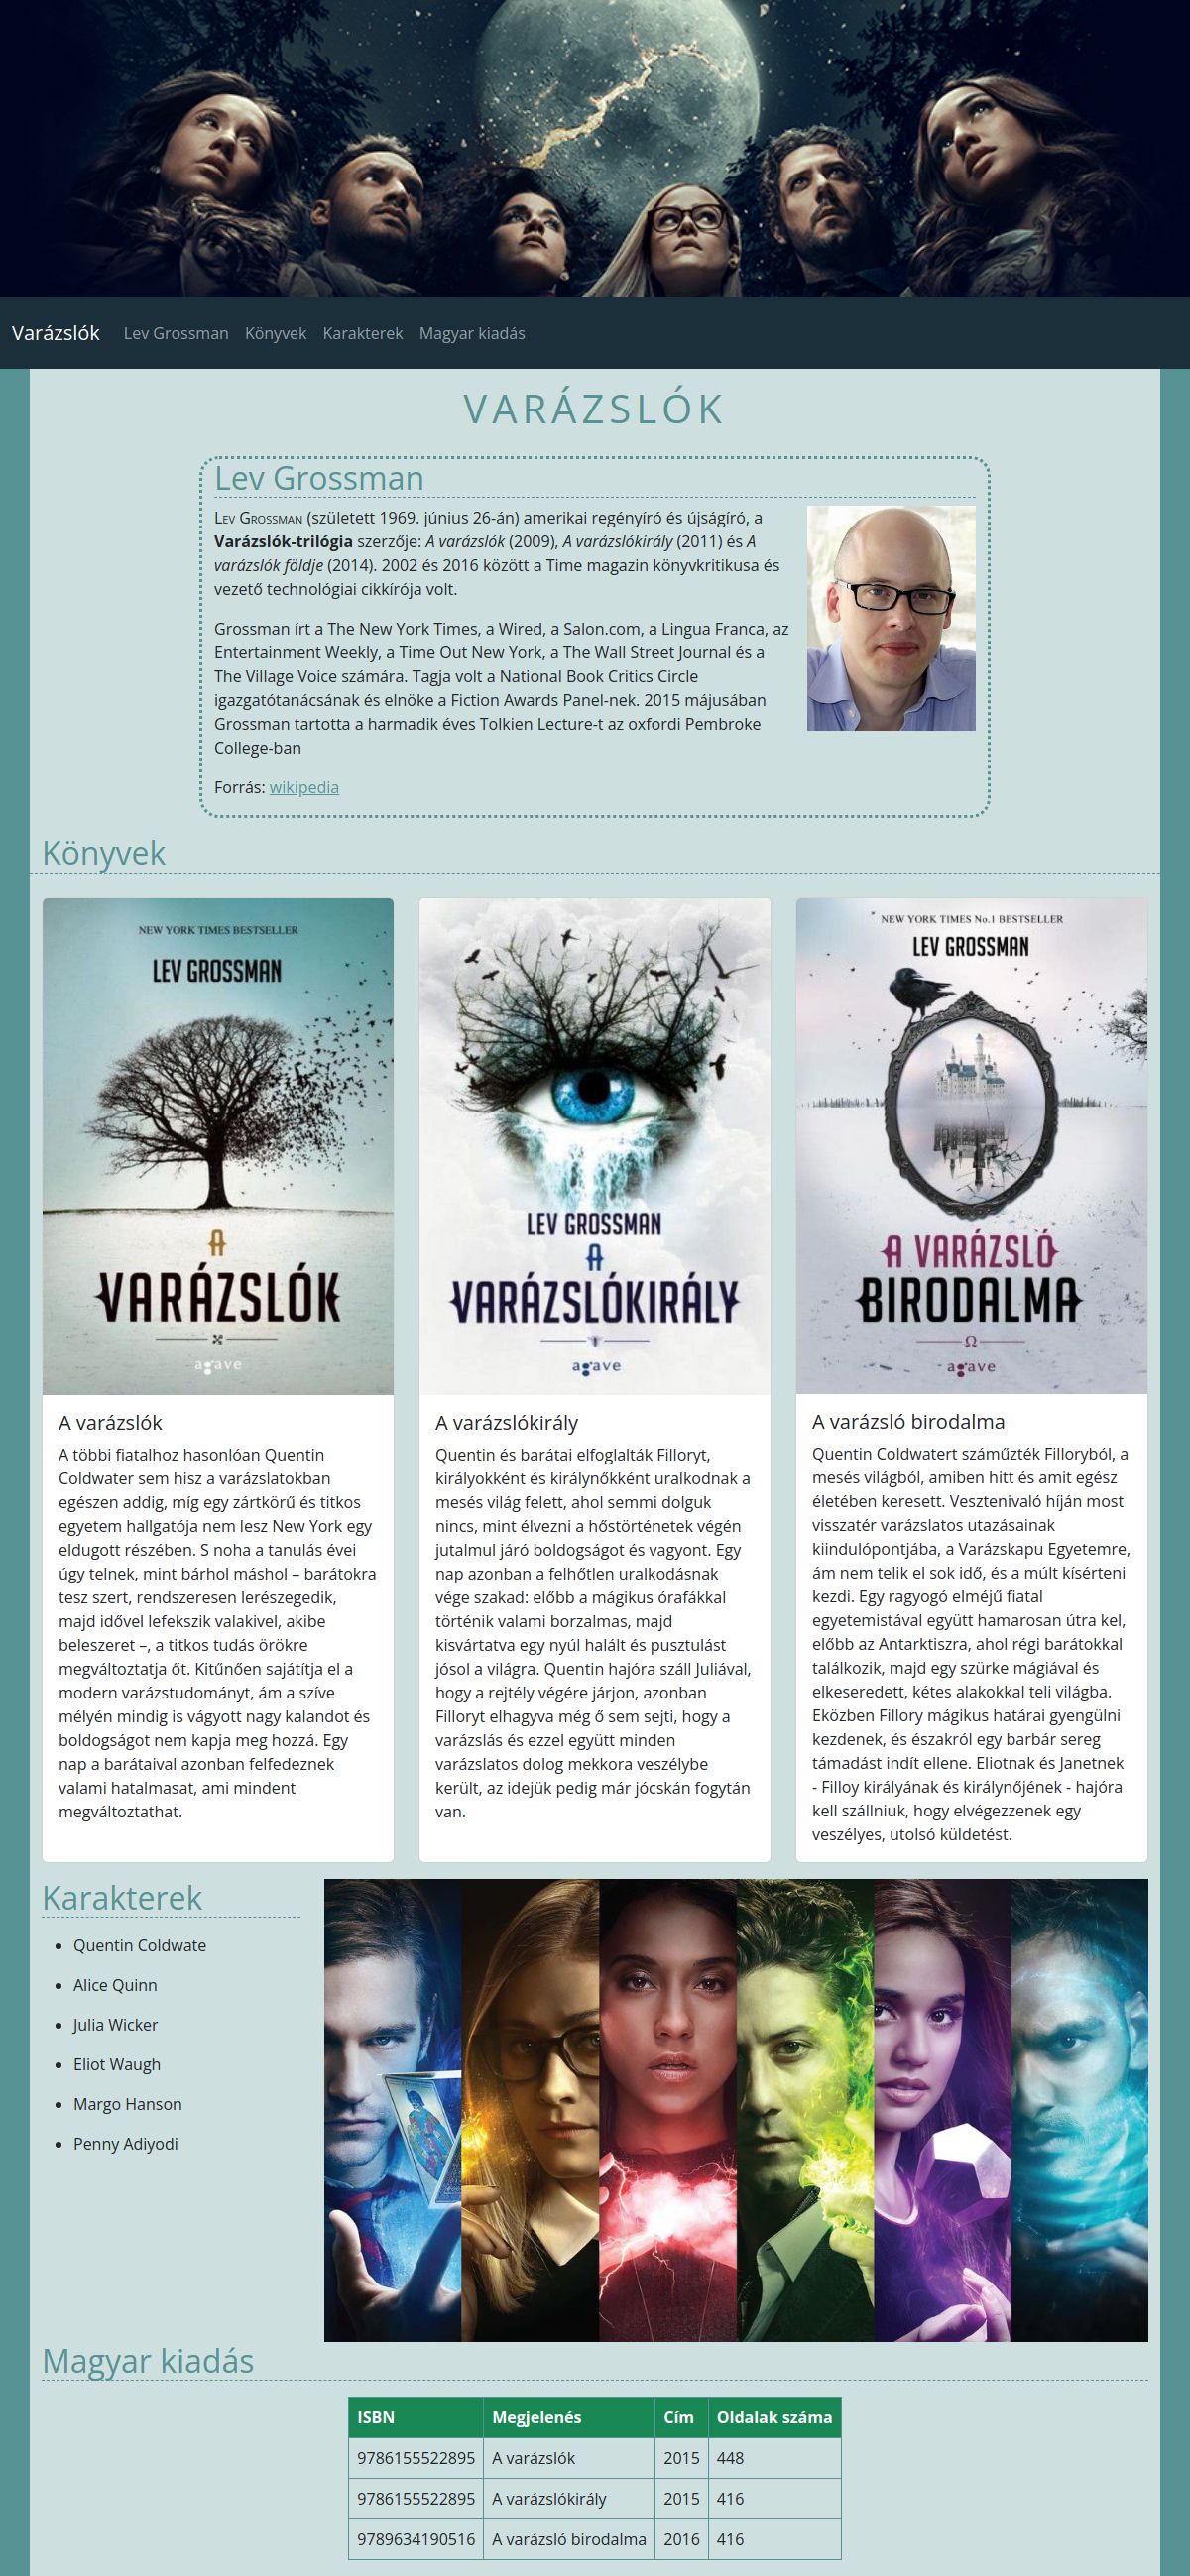 Varázslók Lev Grossman Könyvek Karakterek Magyar kiadás
VARÁZSLÓK
Lev Grossman
Lev Grossman (született 1969. június 26-án) amerikai regényíró és újságíró, a
Varázslók-trilógia szerzője: A varázslók (2009), A varázslókirály (2011) és A
varázslók földje (2014). 2002 és 2016 között a Time magazin könyvkritikusa és
vezető technológiai cikkírója volt.
Grossman írt a The New York Times, a Wired, a Salon.com, a Lingua Franca, az
Entertainment Weekly, a Time Out New York, a The Wall Street Journal és a
The Village Voice számára. Tagja volt a National Book Critics Circle
igazgatótanácsának és elnöke a Fiction Awards Panel-nek. 2015 májusában
Grossman tartotta a harmadik éves Tolkien Lecture-t az oxfordi Pembroke
College-ban
Forrás: wikipedia
Könyvek
NEW YORK TIMES BESTSELLER
LEV GROSSMAN
A
VARÁZSLÓK
agave
LEV GROSSMAN
A
VARÁZSLÓKIRÁLY
agave
NEW YORK TIMES No.1 BESTSELLER
LEV GROSSMAN
A VARÁZSLÓ
BIRODALMA
Ω
agave
A varázslók
A többi fiatalhoz hasonlóan Quentin
Coldwater sem hisz a varázslatokban
egészen addig, míg egy zártkörű és titkos
egyetem hallgatója nem lesz New York egy
eldugott részében. S noha a tanulás évei
úgy telnek, mint bárhol máshol – barátokra
tesz szert, rendszeresen lerészegedik,
majd idővel lefekszik valakivel, akibe
beleszeret –, a titkos tudás örökre
megváltoztatja őt. Kitűnően sajátítja el a
modern varázstudományt, ám a szíve
mélyén mindig is vágyott nagy kalandot és
boldogságot nem kapja meg hozzá. Egy
nap a barátaival azonban felfedeznek
valami hatalmasat, ami mindent
megváltoztathat.
A varázslókirály
Quentin és barátai elfoglalták Filloryt,
királyokként és királynőkként uralkodnak a
mesés világ felett, ahol semmi dolguk
nincs, mint élvezni a hőstörténetek végén
jutalmul járó boldogságot és vagyont. Egy
nap azonban a felhőtlen uralkodásnak
vége szakad: előbb a mágikus órafákkal
történik valami borzalmas, majd
kisvártatva egy nyúl halált és pusztulást
jósol a világra. Quentin hajóra száll Juliával,
hogy a rejtély végére járjon, azonban
Filloryt elhagyva még ő sem sejti, hogy a
varázslás és ezzel együtt minden
varázslatos dolog mekkora veszélybe
került, az idejük pedig már jócskán fogytán
van.
A varázsló birodalma
Quentin Coldwatert száműzték Filloryból, a
mesés világból, amiben hitt és amit egész
életében keresett. Vesztenivaló híján most
visszatér varázslatos utazásainak
kiindulópontjába, a Varázskapu Egyetemre,
ám nem telik el sok idő, és a múlt kísérteni
kezdi. Egy ragyogó elméjű fiatal
egyetemistával együtt hamarosan útra kel,
előbb az Antarktiszra, ahol régi barátokkal
találkozik, majd egy szürke mágiával és
elkeseredett, kétes alakokkal teli világba.
Eközben Fillory mágikus határai gyengülni
kezdenek, és északról egy barbár sereg
támadást indít ellene. Eliotnak és Janetnek
- Filloy királyának és királynőjének - hajóra
kell szállniuk, hogy elvégezzenek egy
veszélyes, utolsó küldetést.
Karakterek
Quentin Coldwate
Alice Quinn
Julia Wicker
Eliot Waugh
Margo Hanson
Penny Adiyodi
Magyar kiadás
ISBN Megjelenés Cím Oldalak száma
9786155522895 A varázslók 2015 448
9786155522895 A varázslókirály 2015 416
9789634190516 A varázsló birodalma 2016 416